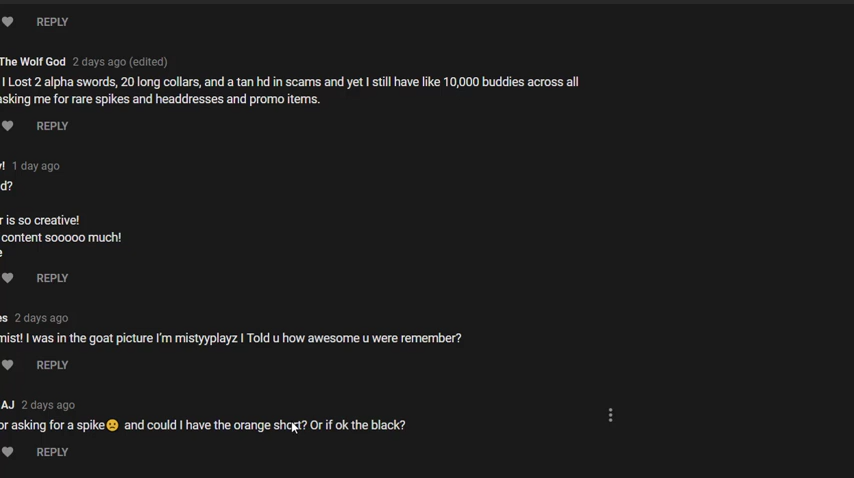 REPLY
The Wolf God 2 days ago (edited)
I Lost 2 alpha swords, 20 long collars, and a tan hd in scams and yet I still have like 10,000 buddies across all
asking me for rare spikes and headdresses and promo items.
REPLY
y! 1 day ago
d?
r is so creative!
content sooooo much!
e
REPLY
es 2 days ago
mist! I was in the goat picture I'm mistyyplayz I Told u how awesome u were remember?
REPLY
AJ 2 days ago
or asking for a spike☹️ and could I have the orange short? Or if ok the black?
REPLY